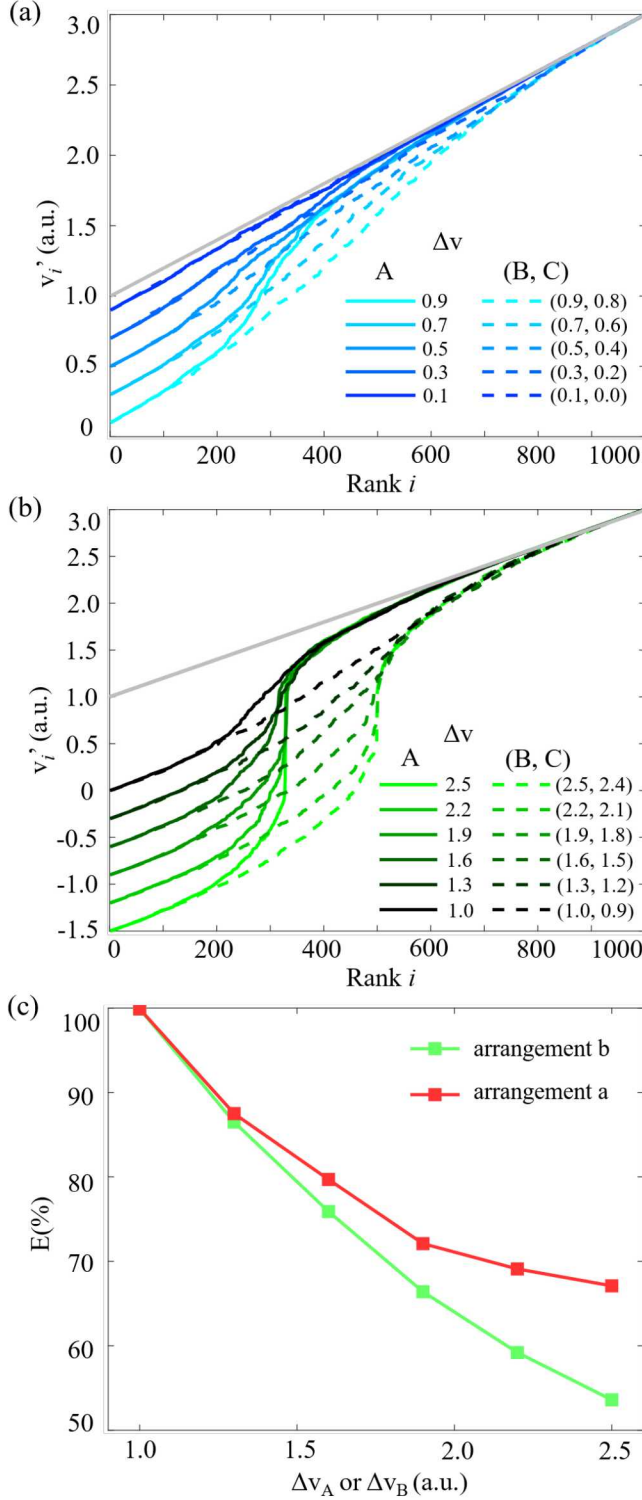 (a)
3.0
2.5
2.0
1.5
1.0
0.5
0
vi' (a.u.)
Δv
A (B, C)
0.9 (0.9, 0.8)
0.7 (0.7, 0.6)
0.5 (0.5, 0.4)
0.3 (0.3, 0.2)
0.1 (0.1, 0.0)
0 200 400 600 800 1000
Rank i
(b)
3.0
2.5
2.0
1.5
1.0
0
-0.5
-1.0
-1.5
vi' (a.u.)
Δv
A (B, C)
2.5 (2.5, 2.4)
2.2 (2.2, 2.1)
1.9 (1.9, 1.8)
1.6 (1.6, 1.5)
1.3 (1.3, 1.2)
1.0 (1.0, 0.9)
0 200 400 600 800 1000
Rank i
(c)
100
90
80
70
60
50
E(%)
arrangement b
arrangement a
1.0 1.5 2.0 2.5
ΔvA or ΔvB (a.u.)